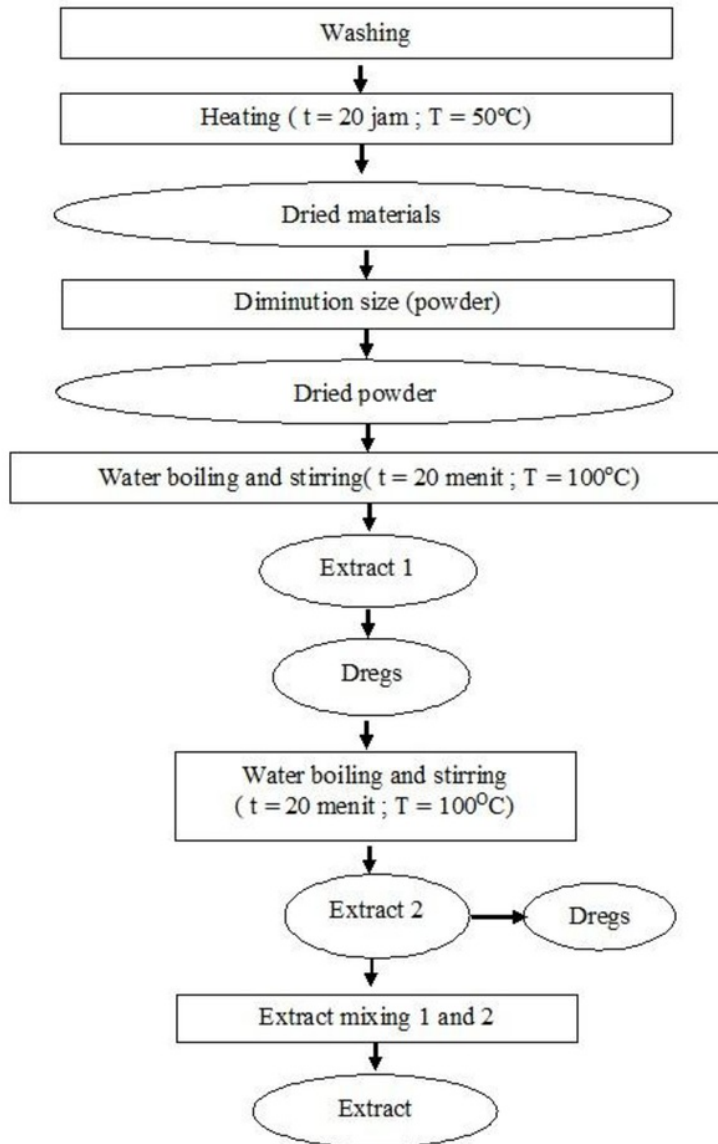 Washing
Heating ( t = 20 jam ; T = 50°C)
Dried materials
Diminution size (powder)
Dried powder
Water boiling and stirring( t = 20 menit ; T = 100°C)
Extract 1
Dregs
Water boiling and stirring
( t = 20 menit ; T = 100°C)
Extract 2
Dregs
Extract mixing 1 and 2
Extract